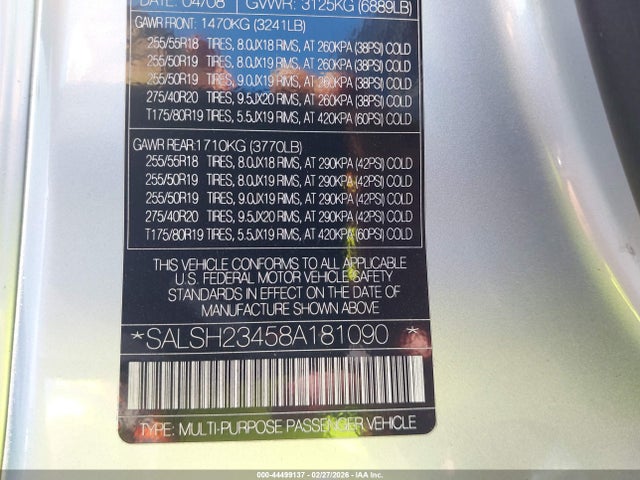 DATE: 04/08 GVWR: 3125KG (6889LB)
GAWR FRONT: 1470KG (3241LB)
255/55R18 TIRES, 8.0JX18 RIMS, AT 260KPA (38PSI) COLD
255/50R19 TIRES, 8.0JX19 RIMS, AT 260KPA (38PSI) COLD
255/50R19 TIRES, 9.0JX19 RIMS, AT 260KPA (38PSI) COLD
275/40R20 TIRES, 9.5JX20 RIMS, AT 260KPA (38PSI) COLD
T175/80R19 TIRES, 5.5JX19 RIMS, AT 420KPA (60PSI) COLD
GAWR REAR: 1710KG (3770LB)
255/55R18 TIRES, 8.0JX18 RIMS, AT 290KPA (42PSI) COLD
255/50R19 TIRES, 8.0JX19 RIMS, AT 290KPA (42PSI) COLD
255/50R19 TIRES, 9.0JX19 RIMS, AT 290KPA (42PSI) COLD
275/40R20 TIRES, 9.5JX20 RIMS, AT 290KPA (42PSI) COLD
T175/80R19 TIRES, 5.5JX19 RIMS, AT 420KPA (60PSI) COLD
THIS VEHICLE CONFORMS TO ALL APPLICABLE
U.S. FEDERAL MOTOR VEHICLE SAFETY
STANDARDS IN EFFECT ON THE DATE OF
MANUFACTURE SHOWN ABOVE
*SALSH23458A181090*
TYPE: MULTI-PURPOSE PASSENGER VEHICLE
000-44499137 - 02/27/2026 - IAAI